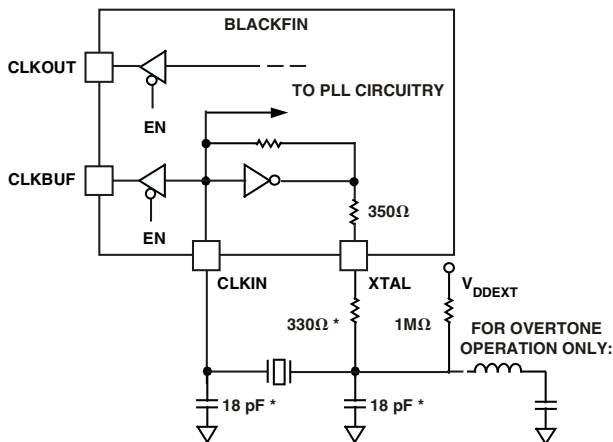 BLACKFIN
CLKOUT
TO PLL CIRCUITRY
EN
CLKBUF
EN
350Ω
CLKIN
XTAL
V_DDEXT
330Ω *
1MΩ
FOR OVERTONE
OPERATION ONLY:
18 pF *
18 pF *